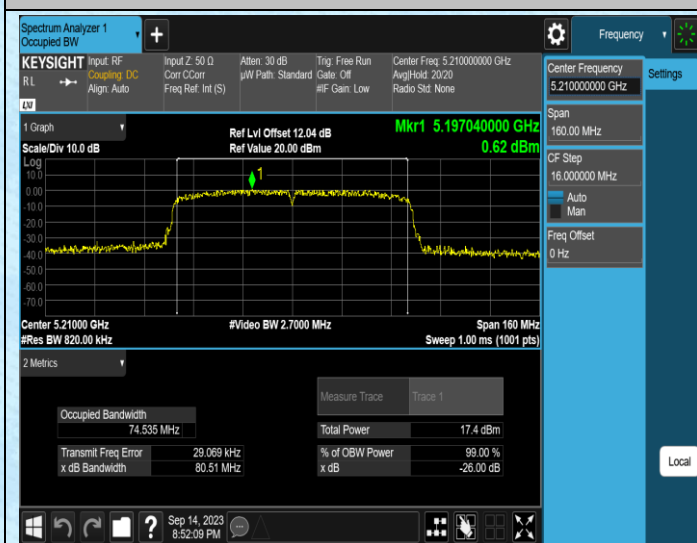 Spectrum Analyzer 1
Occupied BW
Frequency
KEYSIGHT
R L
Input: RF
Coupling: DC
Align: Auto
Input Z: 50 Ω
Corr CCorr
Freq Ref: Int (S)
Atten: 30 dB
µW Path: Standard
Trig: Free Run
Gate: Off
#IF Gain: Low
Center Freq: 5.210000000 GHz
Avg|Hold: 20/20
Radio Std: None
Center Frequency
5.210000000 GHz
Settings
Span
160.00 MHz
CF Step
16.000000 MHz
Auto
Man
Freq Offset
0 Hz
1 Graph
Scale/Div 10.0 dB
Ref Lvl Offset 12.04 dB
Ref Value 20.00 dBm
Mkr1 5.197040000 GHz
0.62 dBm
Log
10.0
0.00
-10.0
-20.0
-30.0
-40.0
-50.0
-60.0
-70.0
1
Center 5.21000 GHz
#Video BW 2.7000 MHz
Span 160 MHz
#Res BW 820.00 kHz
Sweep 1.00 ms (1001 pts)
2 Metrics
Measure Trace
Trace 1
Occupied Bandwidth
74.535 MHz
Total Power
17.4 dBm
Transmit Freq Error
29.069 kHz
% of OBW Power
99.00 %
x dB Bandwidth
80.51 MHz
x dB
-26.00 dB
Local
Sep 14, 2023
8:52:09 PM